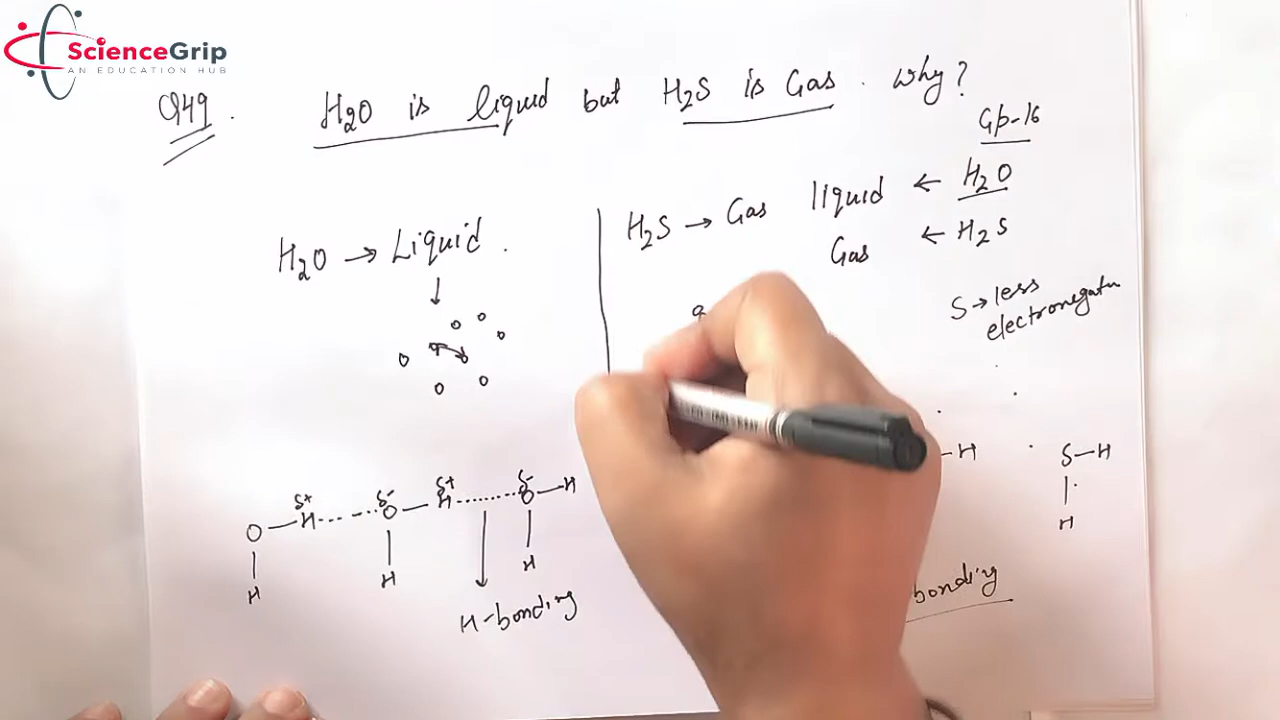 ScienceGrip
AN EDUCATION HUB
Q49. H2O is liquid but H2S is Gas. Why?
Gp-16
liquid ← H2O
Gas ← H2S
H2O → Liquid.
H2S → Gas
S → less
δ+ δ- δ+ δ-
O—H-----O—H.......O—H
H H H
H-bonding
—H S—H
H
bonding